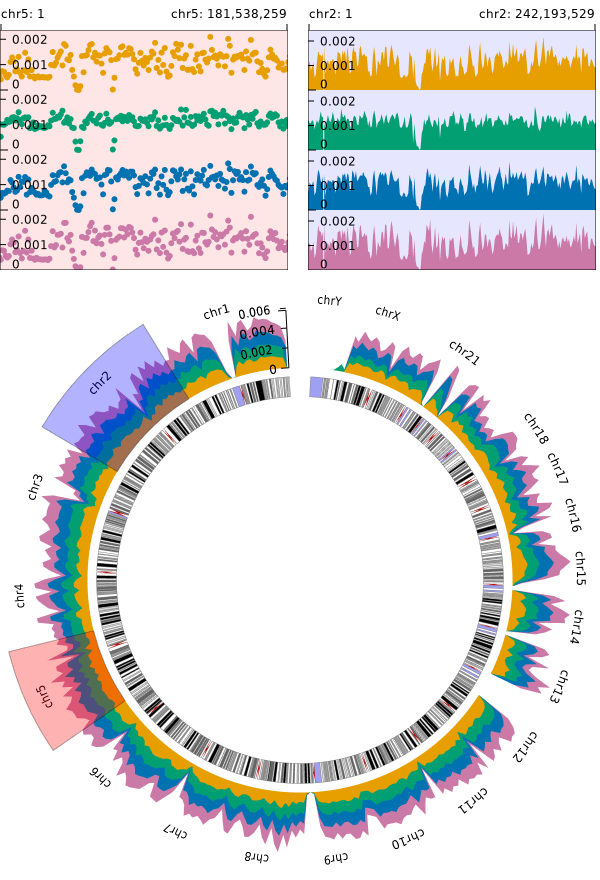 chr5: 1 chr5: 181,538,259 chr2: 1 chr2: 242,193,529
0.002 0.002
0.001 0.001
0 0
0.002 0.002
0.001 0.001
0 0
0.002 0.002
0.001 0.001
0 0
0.002 0.002
0.001 0.001
0 0
chrY
chr1 0.006 chrX
0.004
0.002
0
chr21
chr2
chr18
chr17
chr3
chr16
chr15
chr4
chr14
chr13
chr5
chr12
chr6
chr11
chr7
chr10
chr8
chr9